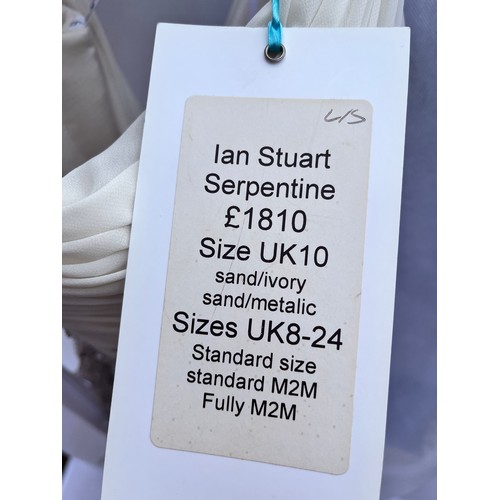 L15
Ian Stuart
Serpentine
£1810
Size UK10
sand/ivory
sand/metalic
Sizes UK8-24
Standard size
standard M2M
Fully M2M